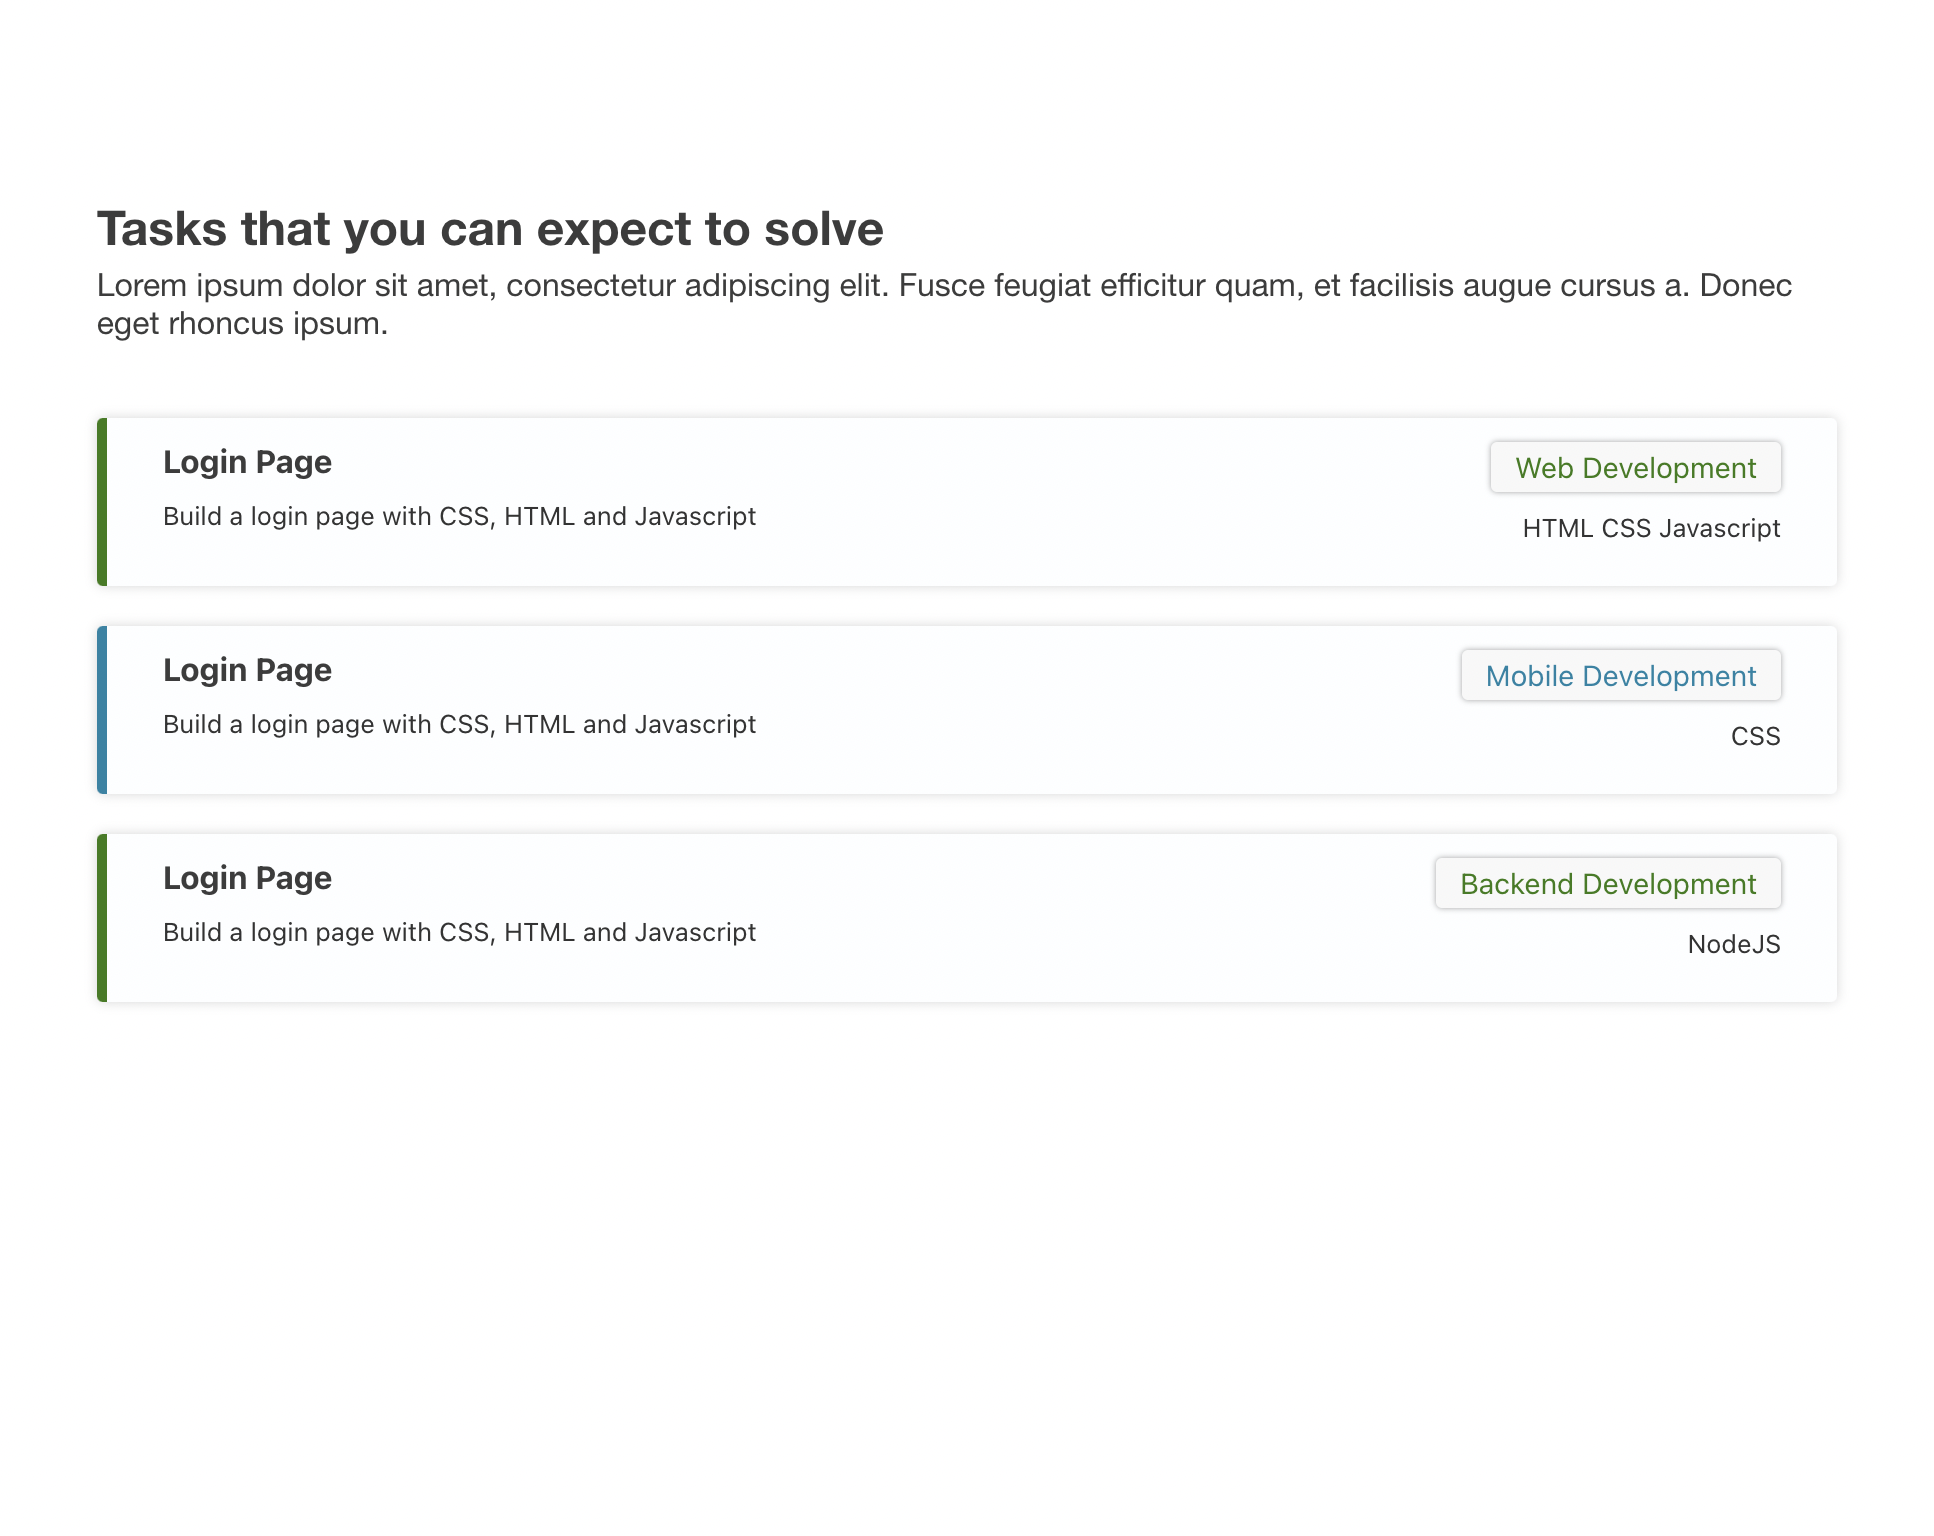 Tasks that you can expect to solve
Lorem ipsum dolor sit amet, consectetur adipiscing elit. Fusce feugiat efficitur quam, et facilisis augue cursus a. Donec
eget rhoncus ipsum.
Login Page
Web Development
Build a login page with CSS, HTML and Javascript
HTML CSS Javascript
Login Page
Mobile Development
Build a login page with CSS, HTML and Javascript
CSS
Login Page
Backend Development
Build a login page with CSS, HTML and Javascript
NodeJS